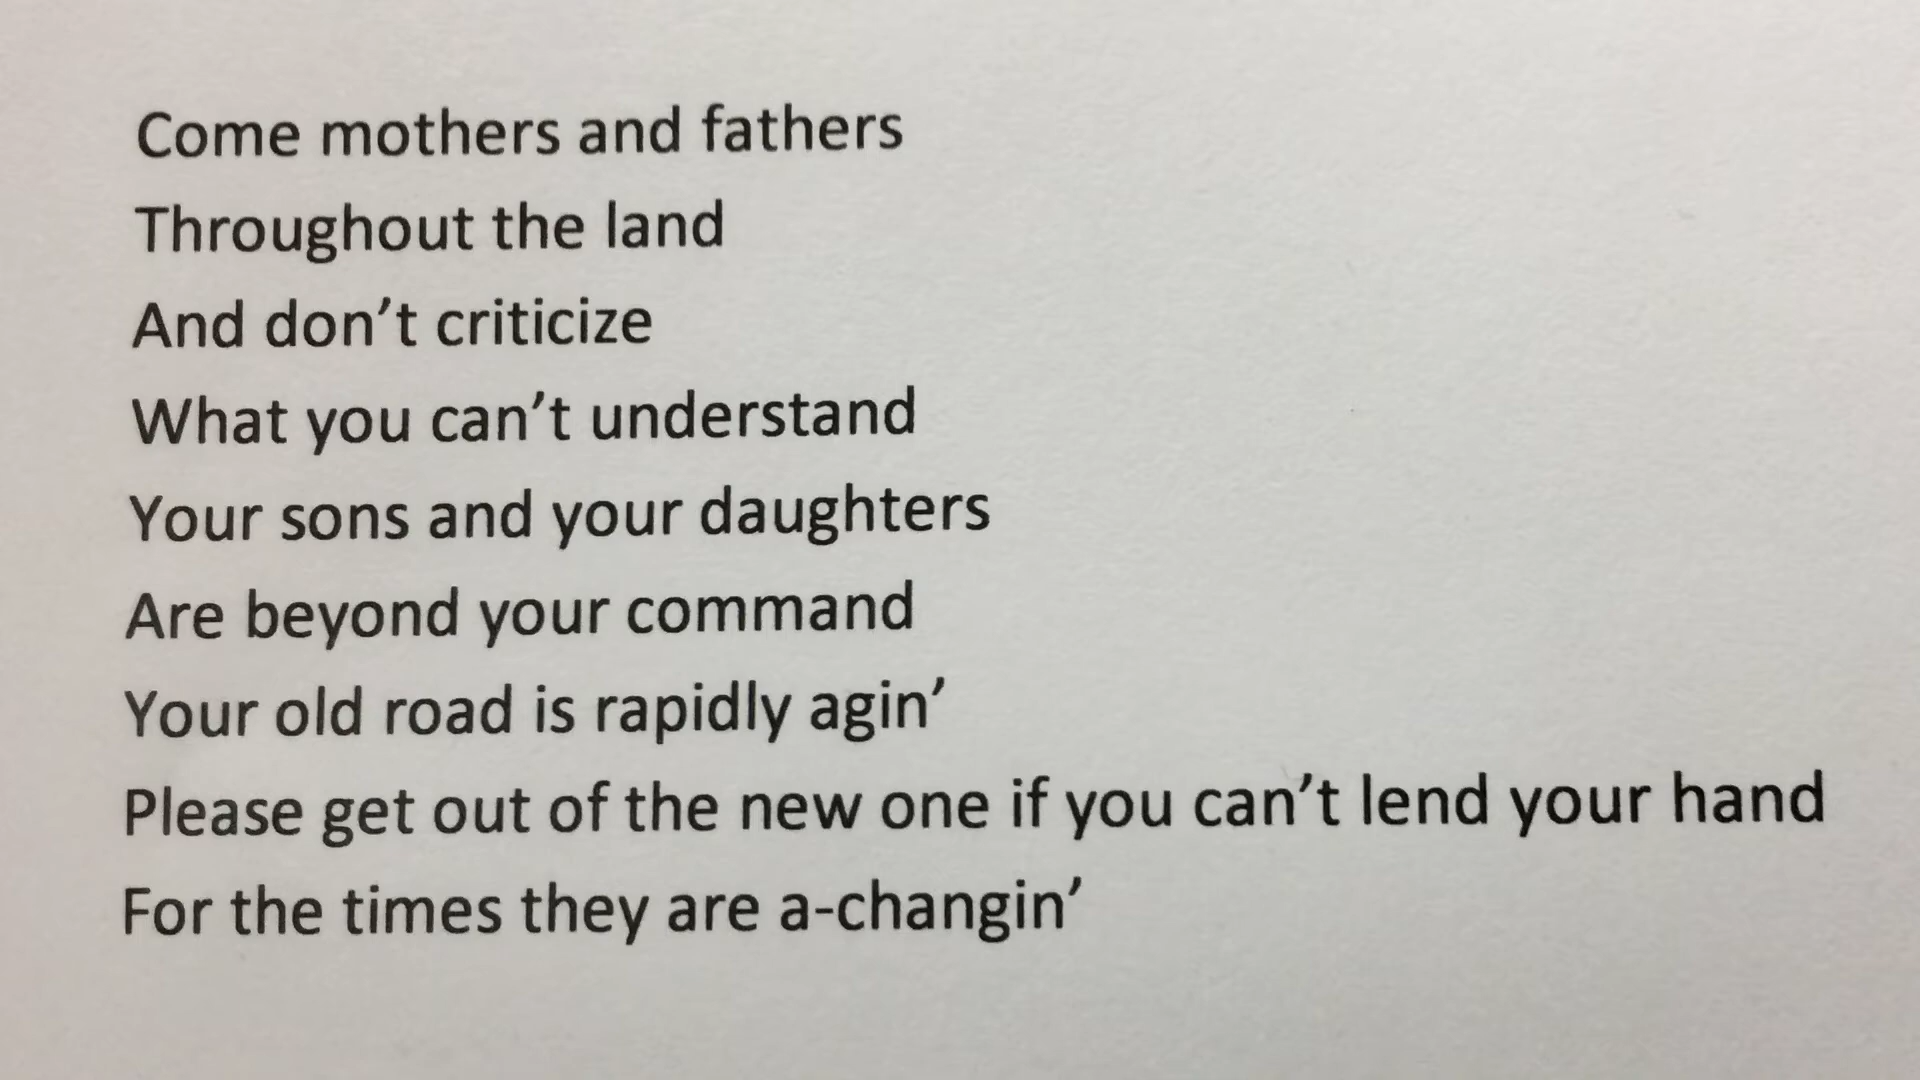 Come mothers and fathers
Throughout the land
And don’t criticize
What you can’t understand
Your sons and your daughters
Are beyond your command
Your old road is rapidly agin’
Please get out of the new one if you can’t lend your hand
For the times they are a-changin’